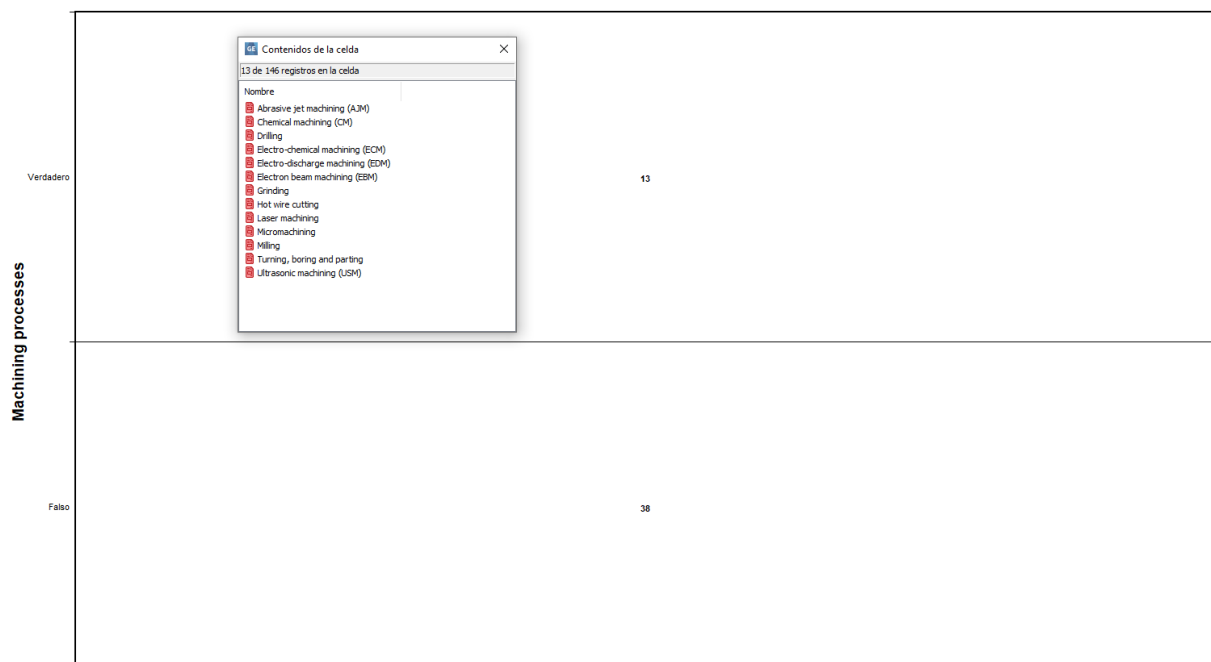 GE Contenidos de la celda
13 de 146 registros en la celda
Nombre
Abrasive jet machining (AJM)
Chemical machining (CM)
Drilling
Electro-chemical machining (ECM)
Electro-discharge machining (EDM)
Electron beam machining (EBM)
Grinding
Hot wire cutting
Laser machining
Micromachining
Milling
Turning, boring and parting
Ultrasonic machining (USM)
Verdadero
13
Machining processes
Falso
38